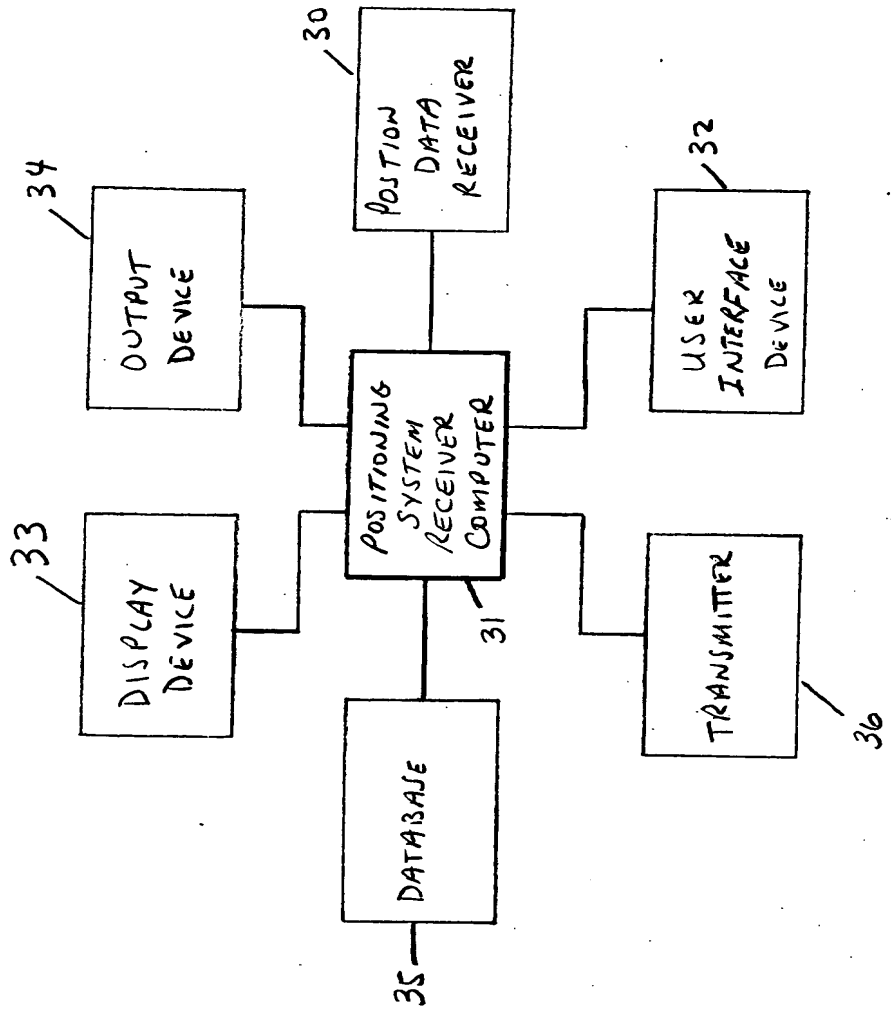 33
DISPLAY
DEVICE
34
OUTPUT
DEVICE
35
DATABASE
POSITIONING
SYSTEM
RECEIVER
COMPUTER
31
30
POSTION
DATA
RECEIVER
TRANSMITTER
36
USER
INTERFACE
DEVICE
32